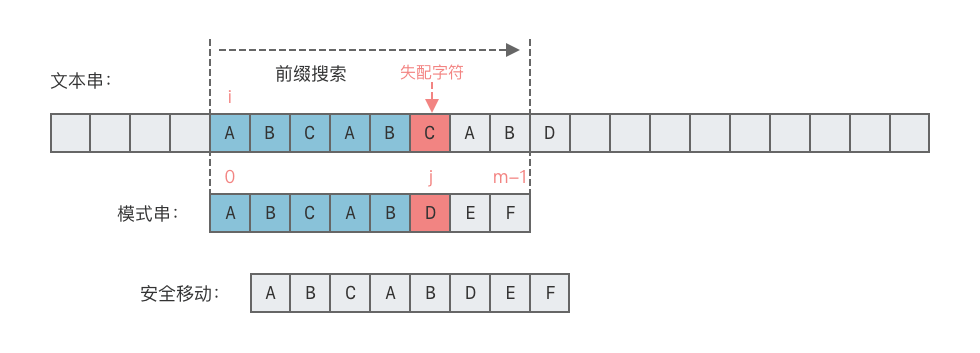 前缀搜索
失配字符
文本串：
i
A B C A B C A B D
0 j m-1
模式串：
A B C A B D E F
安全移动：
A B C A B D E F